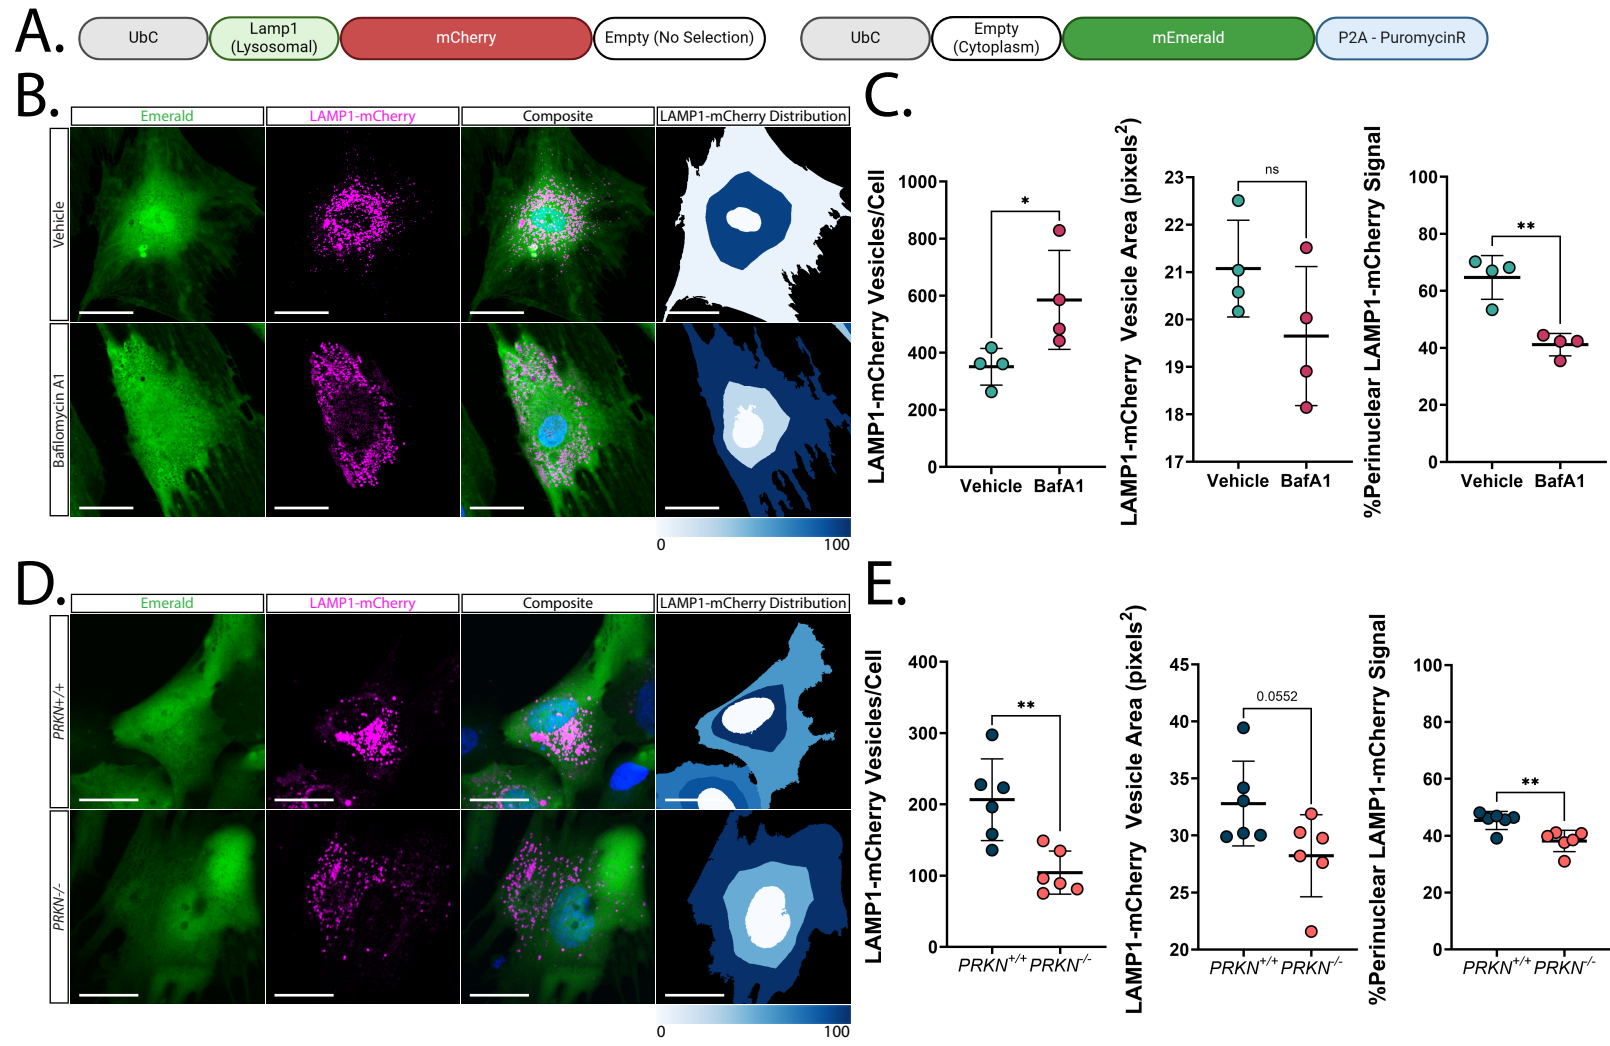 A.
UbC
Lamp1
(Lysosomal)
mCherry
Empty (No Selection)
UbC
Empty
(Cytoplasm)
mEmerald
P2A - PuromycinR
B.
Emerald
LAMP1-mCherry
Composite
LAMP1-mCherry Distribution
Vehicle
Bafilomycin A1
0
100
C.
LAMP1-mCherry Vesicles/Cell
1000
800
600
400
200
0
*
Vehicle
BafA1
LAMP1-mCherry Vesicle Area (pixels²)
23
22
21
20
19
18
17
ns
Vehicle
BafA1
%Perinuclear LAMP1-mCherry Signal
100
80
60
40
20
0
**
Vehicle
BafA1
D.
Emerald
LAMP1-mCherry
Composite
LAMP1-mCherry Distribution
PRKN+/+
PRKN-/-
0
100
E.
LAMP1-mCherry Vesicles/Cell
400
300
200
100
0
**
PRKN+/+
PRKN-/-
LAMP1-mCherry Vesicle Area (pixels²)
45
40
35
30
25
20
0.0552
PRKN+/+
PRKN-/-
%Perinuclear LAMP1-mCherry Signal
100
80
60
40
20
0
**
PRKN+/+
PRKN-/-